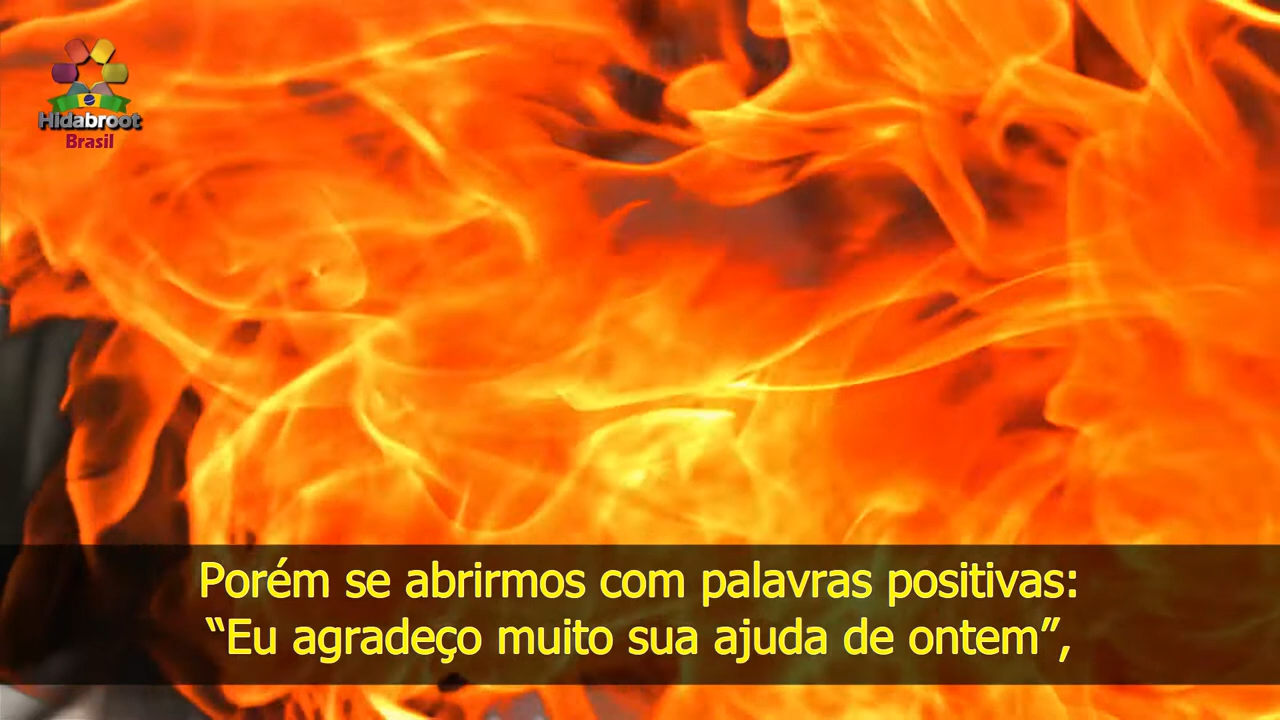 Hidabroot
Brasil
Porém se abrirmos com palavras positivas:
“Eu agradeço muito sua ajuda de ontem”,